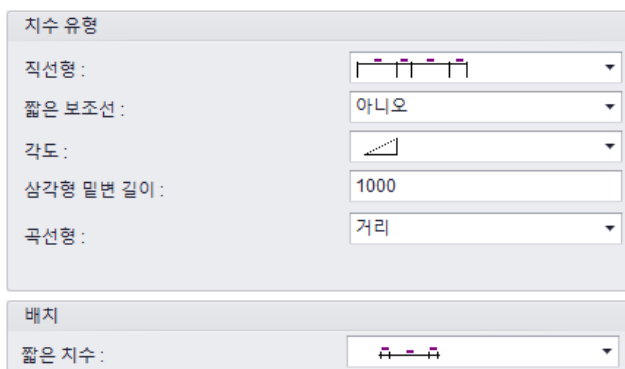 치수 유형
직선형 :
짧은 보조선 : 아니오
각도 :
삼각형 밑변 길이 : 1000
곡선형 : 거리
배치
짧은 치수 :